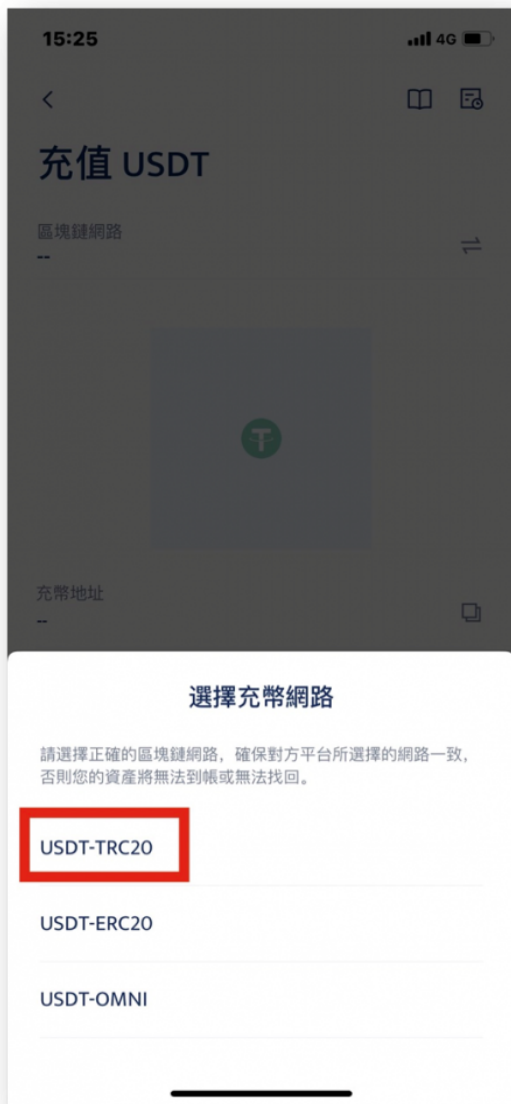 15:25
4G
充值 USDT
區塊鏈網路
--
充幣地址
--
選擇充幣網路
請選擇正確的區塊鏈網路，確保對方平台所選擇的網路一致，
否則您的資產將無法到帳或無法找回。
USDT-TRC20
USDT-ERC20
USDT-OMNI